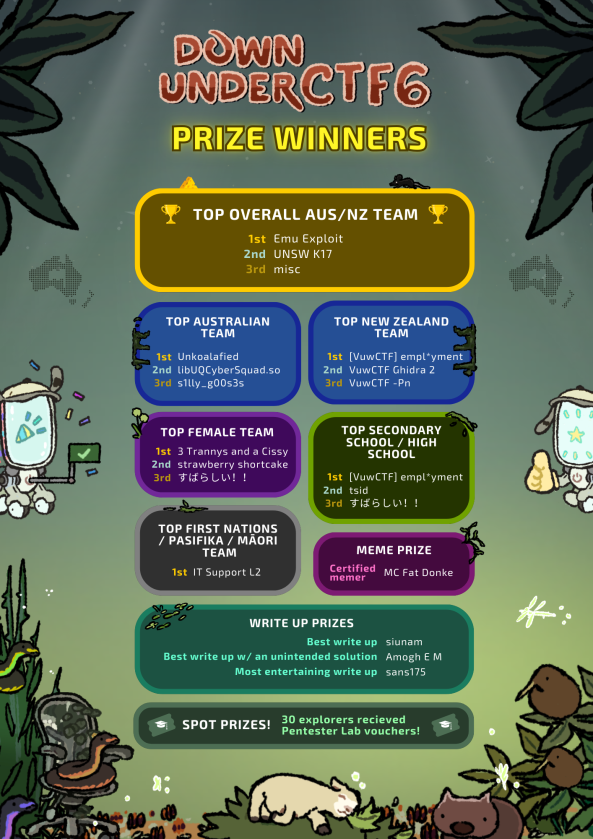 DOWN
UNDERCTF6
PRIZE WINNERS
TOP OVERALL AUS/NZ TEAM
1st Emu Exploit
2nd UNSW K17
3rd misc
TOP AUSTRALIAN
TEAM
1st Unkoalafied
2nd libUQCyberSquad.so
3rd s1lly_g00s3s
TOP NEW ZEALAND
TEAM
1st [VuwCTF] empl*yment
2nd VuwCTF Ghidra 2
3rd VuwCTF -Pn
TOP FEMALE TEAM
1st 3 Trannys and a Cissy
2nd strawberry shortcake
3rd すばらしい！！
TOP SECONDARY
SCHOOL / HIGH
SCHOOL
1st [VuwCTF] empl*yment
2nd tsid
3rd すばらしい！！
TOP FIRST NATIONS
/ PASIFIKA / MĀORI
TEAM
1st IT Support L2
MEME PRIZE
Certified
memer MC Fat Donke
WRITE UP PRIZES
Best write up siunam
Best write up w/ an unintended solution Amogh E M
Most entertaining write up sans175
SPOT PRIZES!
30 explorers recieved
Pentester Lab vouchers!